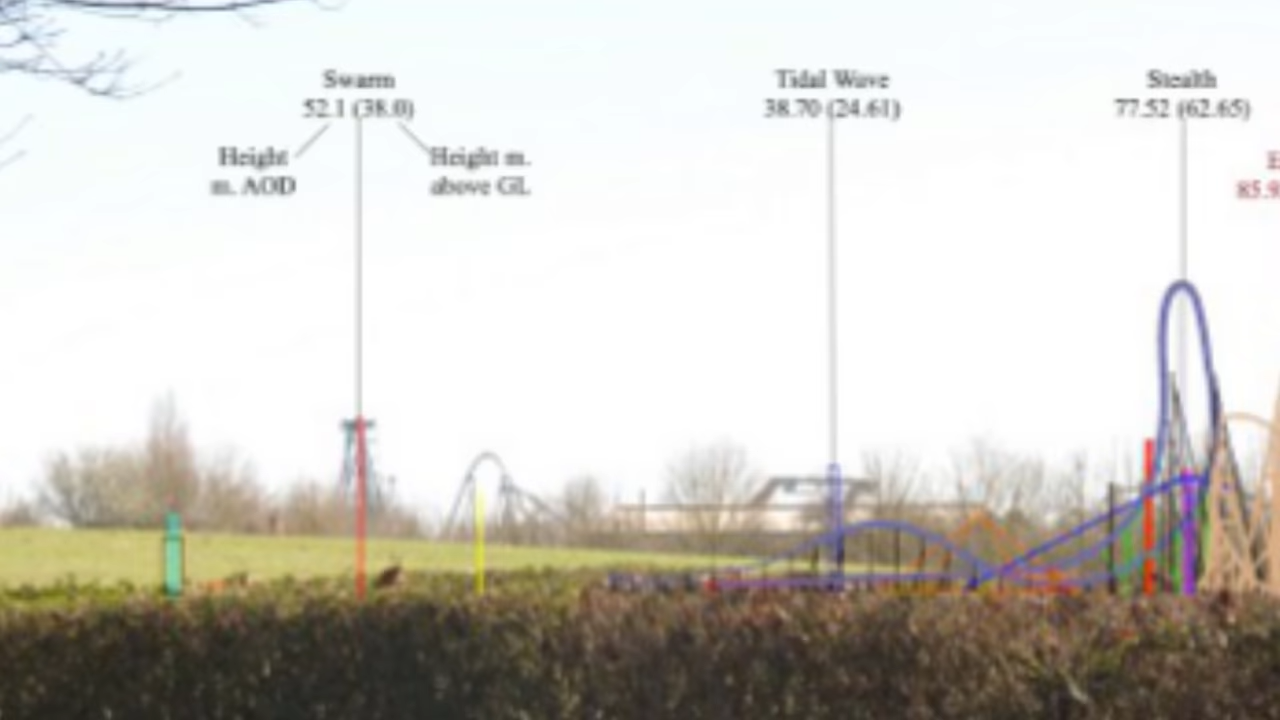 Swarm
52.1 (38.0)
Height
m. AOD
Height m.
above GL
Tidal Wave
38.70 (24.61)
Stealth
77.52 (62.65)